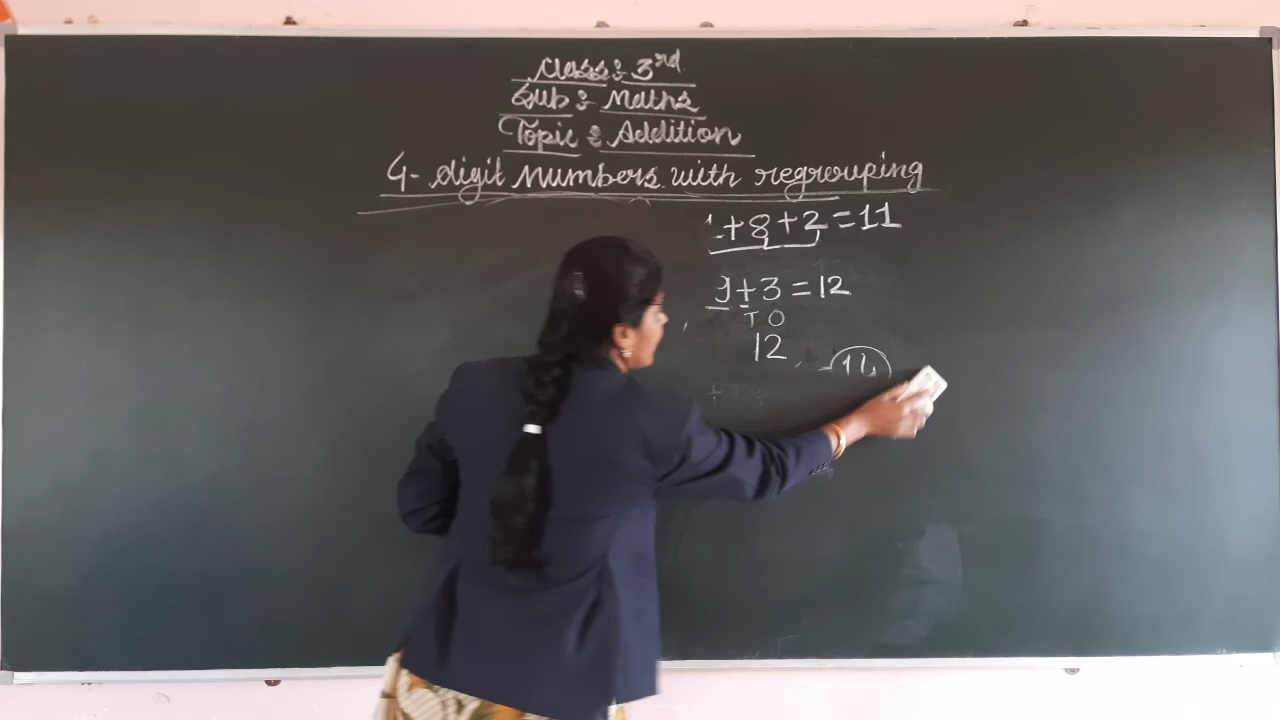 Class : 3rd
Sub : Maths
Topic : Addition
4- digit numbers with regrouping
1+8+2=11
9+3=12
TO
12
14